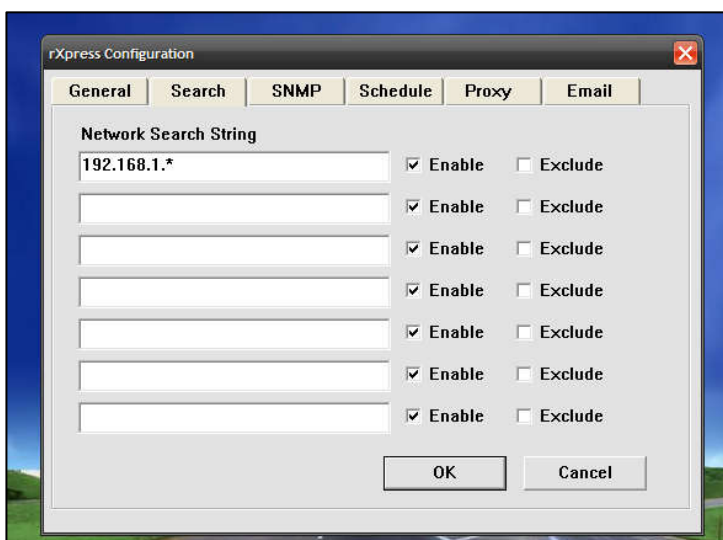 rXpress Configuration
General Search SNMP Schedule Proxy Email
Network Search String
192.168.1.* Enable Exclude
Enable Exclude
Enable Exclude
Enable Exclude
Enable Exclude
Enable Exclude
Enable Exclude
OK Cancel